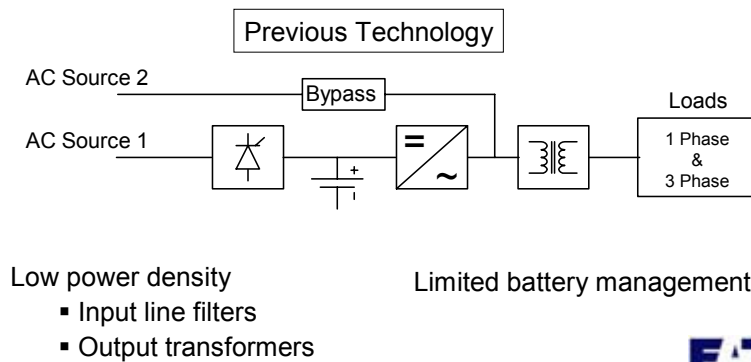 Previous Technology
AC Source 2
Bypass
Loads
AC Source 1
=
~
+
1 Phase
&
3 Phase
Low power density
▪ Input line filters
▪ Output transformers
Limited battery management